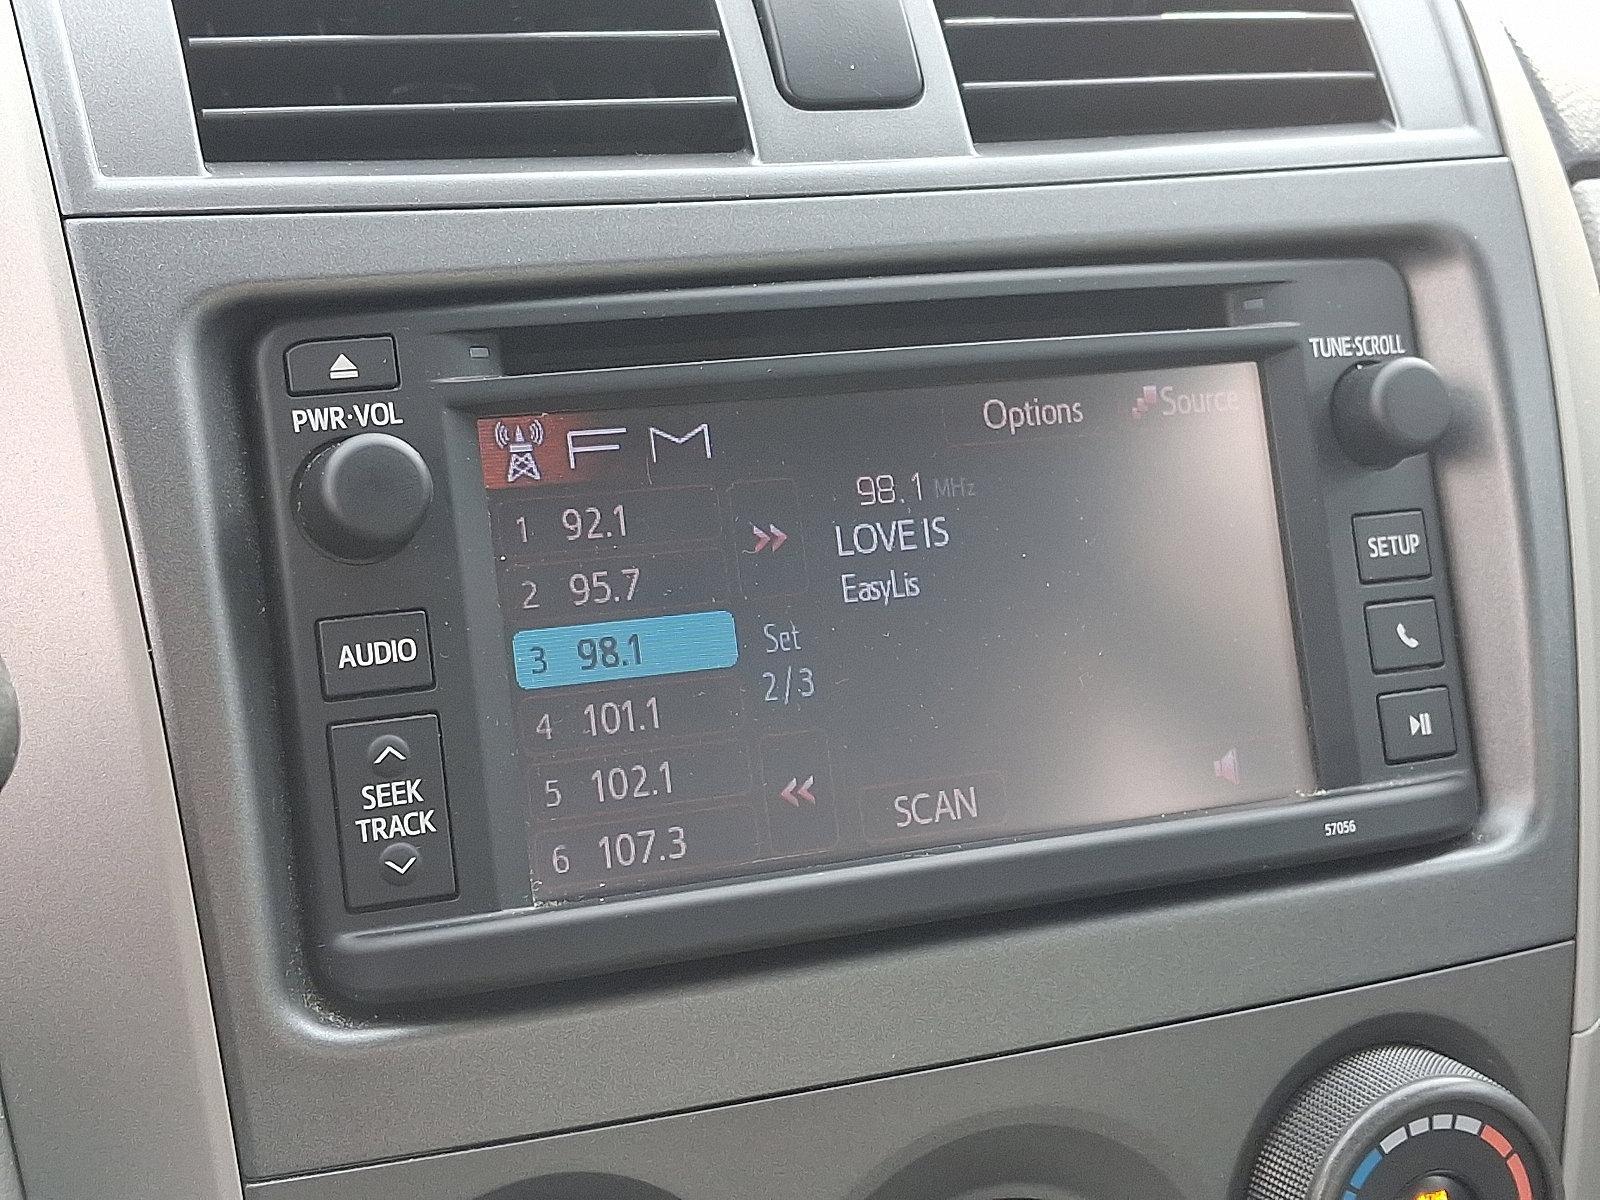 TUNE·SCROLL
PWR·VOL
FM
Options
Source
1 92.1
98.1 MHz
LOVE IS
2 95.7
EasyLis
SETUP
3 98.1
Set
2/3
AUDIO
4 101.1
5 102.1
SEEK
TRACK
SCAN
6 107.3
57056